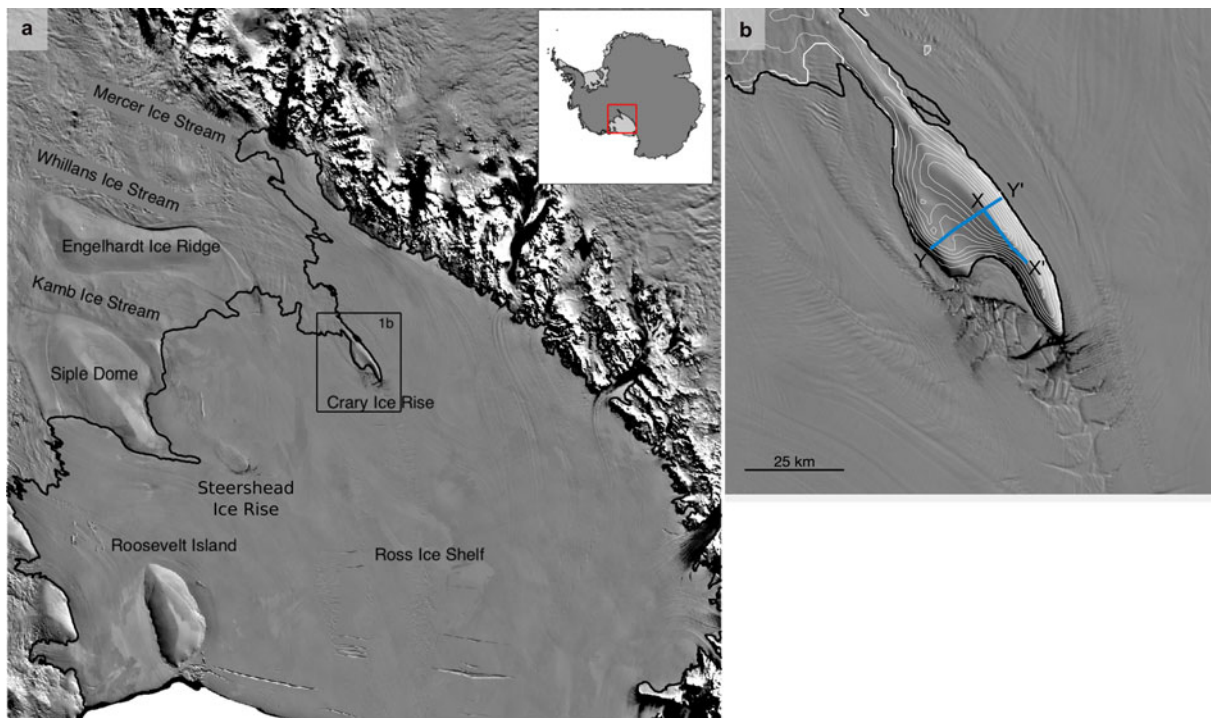 a
Mercer Ice Stream
Whillans Ice Stream
Engelhardt Ice Ridge
Kamb Ice Stream
Siple Dome
1b
Crary Ice Rise
Steershead
Ice Rise
Roosevelt Island
Ross Ice Shelf
b
X
Y'
Y
X'
25 km